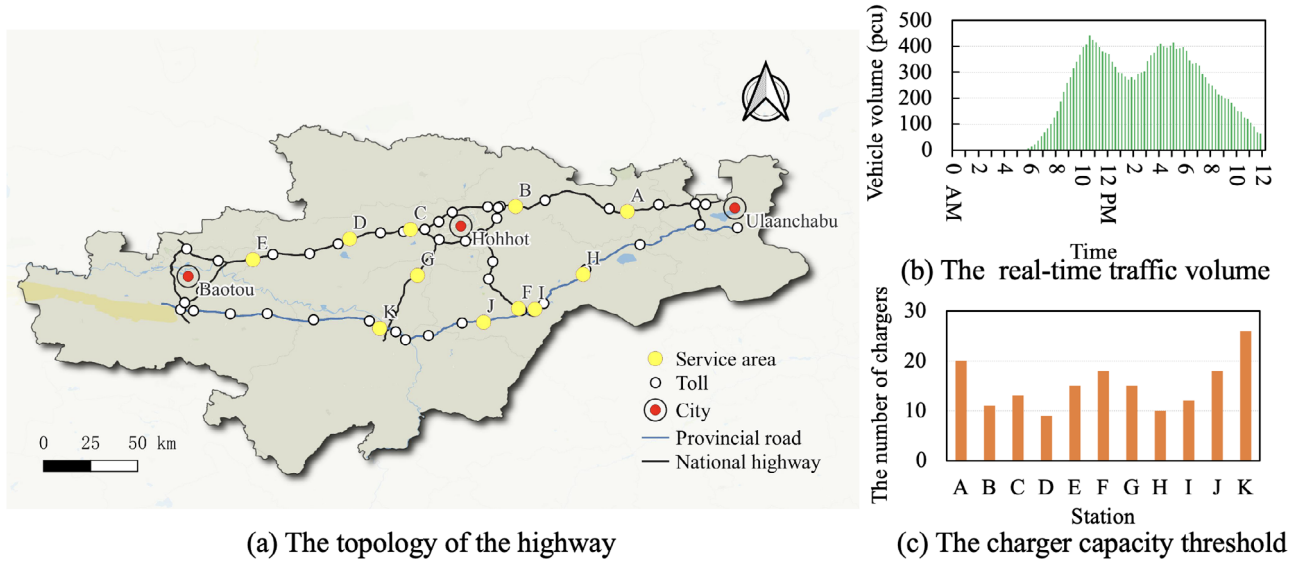 A
B
C
D
E
G
H
F
I
J
K
Hohhot
Ulaanchabu
Baotou
Service area
Toll
City
Provincial road
National highway
0 25 50 km
(a) The topology of the highway
Vehicle volume (pcu)
500
400
300
200
100
0
0 2 4 6 8 10 12 2 4 6 8 10 12
AM PM
Time
(b) The real-time traffic volume
The number of chargers
30
20
10
0
A B C D E F G H I J K
Station
(c) The charger capacity threshold